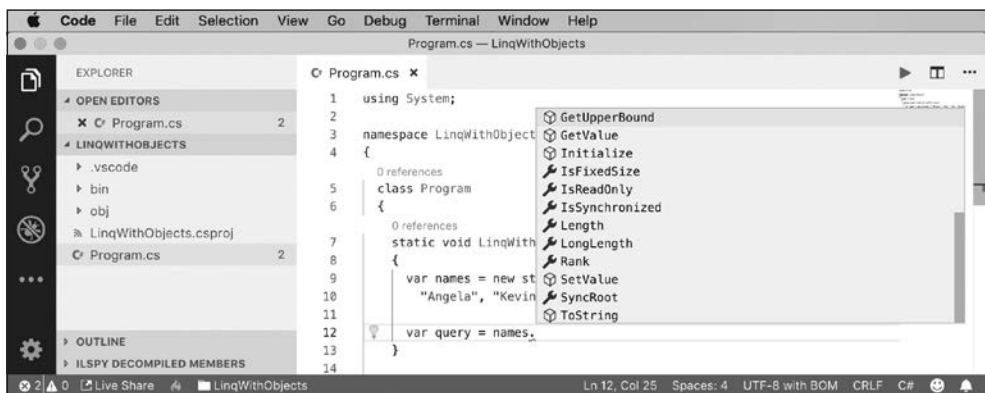 Code File Edit Selection View Go Debug Terminal Window Help
Program.cs — LinqWithObjects
EXPLORER
OPEN EDITORS
Program.cs 2
LINQWITHOBJECTS
.vscode
bin
obj
LinqWithObjects.csproj
Program.cs 2
OUTLINE
ILSPY DECOMPILED MEMBERS
C# Program.cs
1 using System;
2
3 namespace LinqWithObject
4 {
0 references
5 class Program
6 {
0 references
7 static void LinqWith
8 {
9 var names = new st
10 "Angela", "Kevin
11
12 var query = names.
13 }
14
GetUpperBound
GetValue
Initialize
IsFixedSize
IsReadOnly
IsSynchronized
Length
LongLength
Rank
SetValue
SyncRoot
ToString
2 0 Live Share LinqWithObjects Ln 12, Col 25 Spaces: 4 UTF-8 with BOM CRLF C#